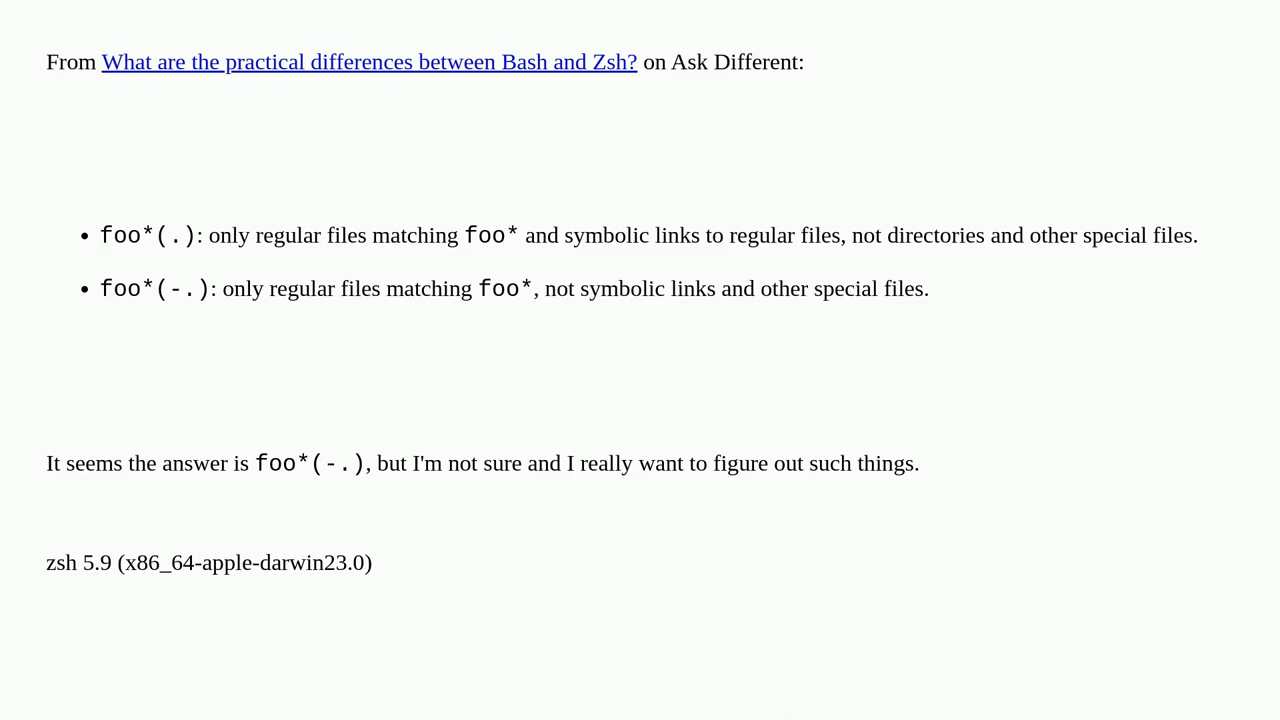 From What are the practical differences between Bash and Zsh? on Ask Different:
• foo*(.): only regular files matching foo* and symbolic links to regular files, not directories and other special files.
• foo*(-.): only regular files matching foo*, not symbolic links and other special files.
It seems the answer is foo*(-.), but I'm not sure and I really want to figure out such things.
zsh 5.9 (x86_64-apple-darwin23.0)